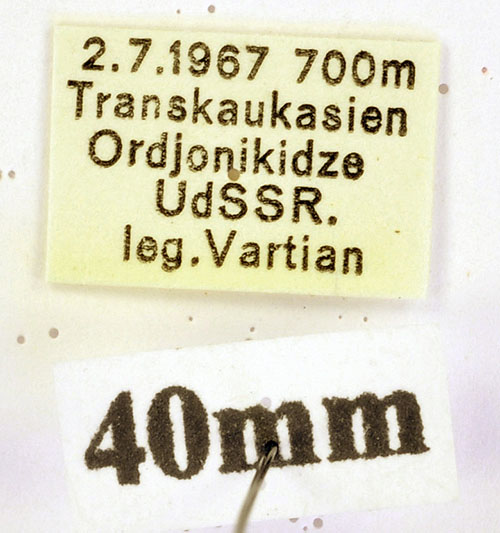 2.7.1967 700m
Transkaukasien
Ordjonikidze
UdSSR.
leg.Vartian
40mm